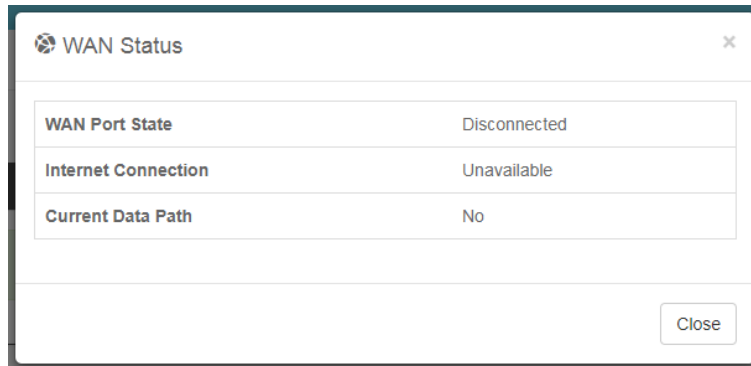 WAN Status ×
WAN Port State Disconnected
Internet Connection Unavailable
Current Data Path No
Close